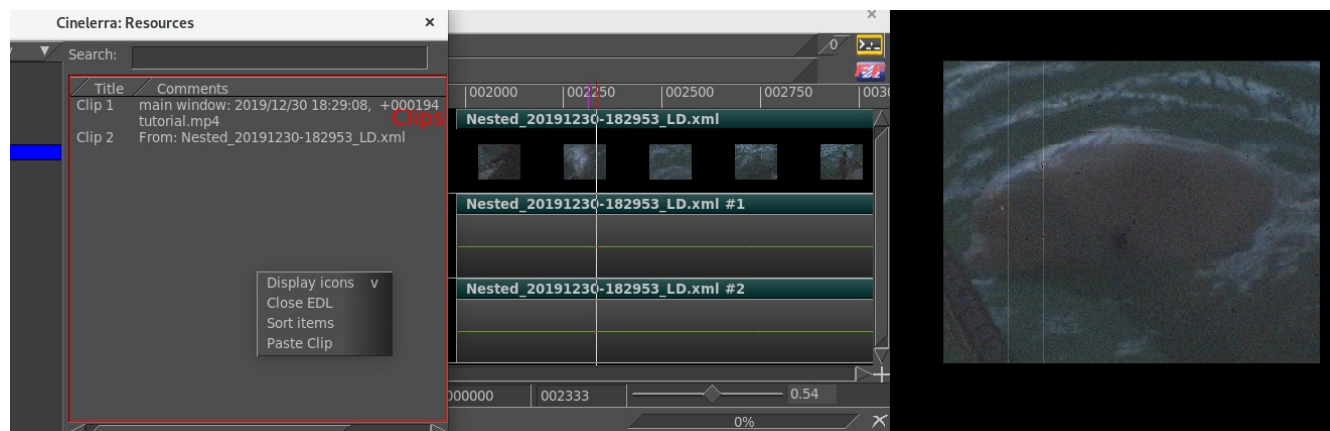 Cinelerra: Resources
Search:
Title Comments
Clip 1 main window: 2019/12/30 18:29:08, +000194
tutorial.mp4
Clips
Clip 2 From: Nested_20191230-182953_LD.xml
Display icons v
Close EDL
Sort items
Paste Clip
0
002000 002250 002500 002750
Nested_20191230-182953_LD.xml
Nested_20191230-182953_LD.xml #1
Nested_20191230-182953_LD.xml #2
002333 0.54
0%